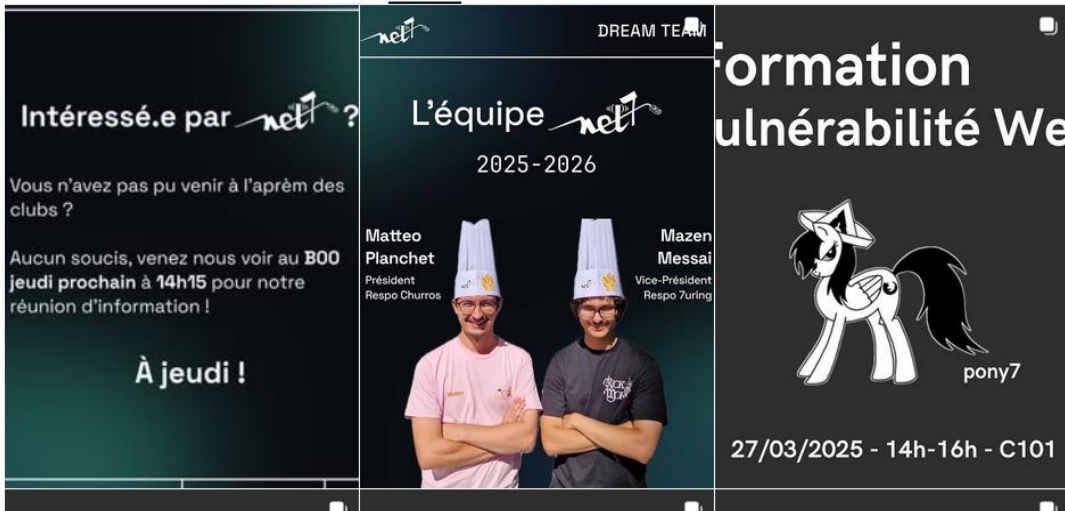 Intéressé.e par net7 ?
Vous n'avez pas pu venir à l'aprèm des
clubs ?
Aucun soucis, venez nous voir au B00
jeudi prochain à 14h15 pour notre
réunion d'information !
À jeudi !
net7
DREAM TEAM
L'équipe net7
2025-2026
Matteo
Planchet
Président
Respo Churros
Mazen
Messai
Vice-Président
Respo 7uring
Formation
ulnérabilité We
pony7
27/03/2025 - 14h-16h - C101